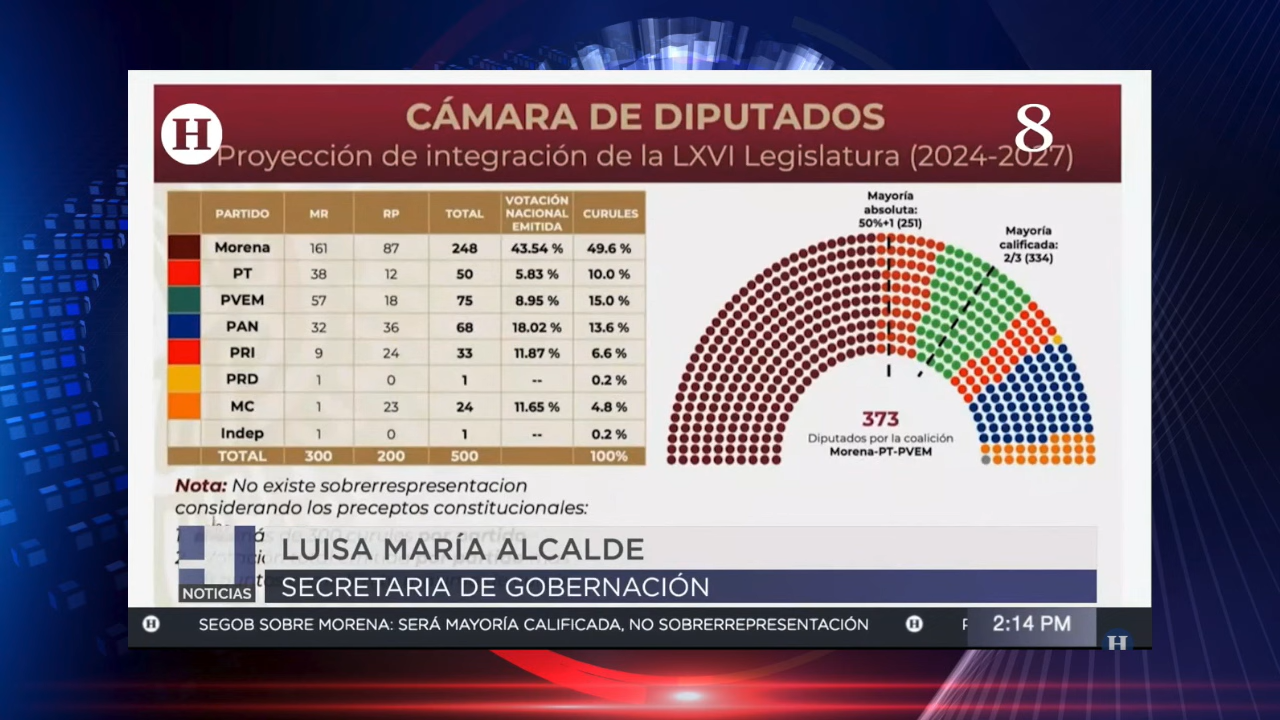 CÁMARA DE DIPUTADOS
H
8
Proyección de integración de la LXVI Legislatura (2024-2027)
PARTIDO MR RP TOTAL VOTACIÓN NACIONAL EMITIDA CURULES
Morena 161 87 248 43.54 % 49.6 %
PT 38 12 50 5.83 % 10.0 %
PVEM 57 18 75 8.95 % 15.0 %
PAN 32 36 68 18.02 % 13.6 %
PRI 9 24 33 11.87 % 6.6 %
PRD 1 0 1 -- 0.2 %
MC 1 23 24 11.65 % 4.8 %
Indep 1 0 1 -- 0.2 %
TOTAL 300 200 500 100%
Mayoría
absoluta:
50%+1 (251)
Mayoría
calificada:
2/3 (334)
373
Diputados por la coalición
Morena-PT-PVEM
Nota: No existe sobrerrespresentacion
considerando los preceptos constitucionales:
LUISA MARÍA ALCALDE
NOTICIAS
SECRETARIA DE GOBERNACIÓN
H SEGOB SOBRE MORENA: SERÁ MAYORÍA CALIFICADA, NO SOBRERREPRESENTACIÓN H 2:14 PM
H